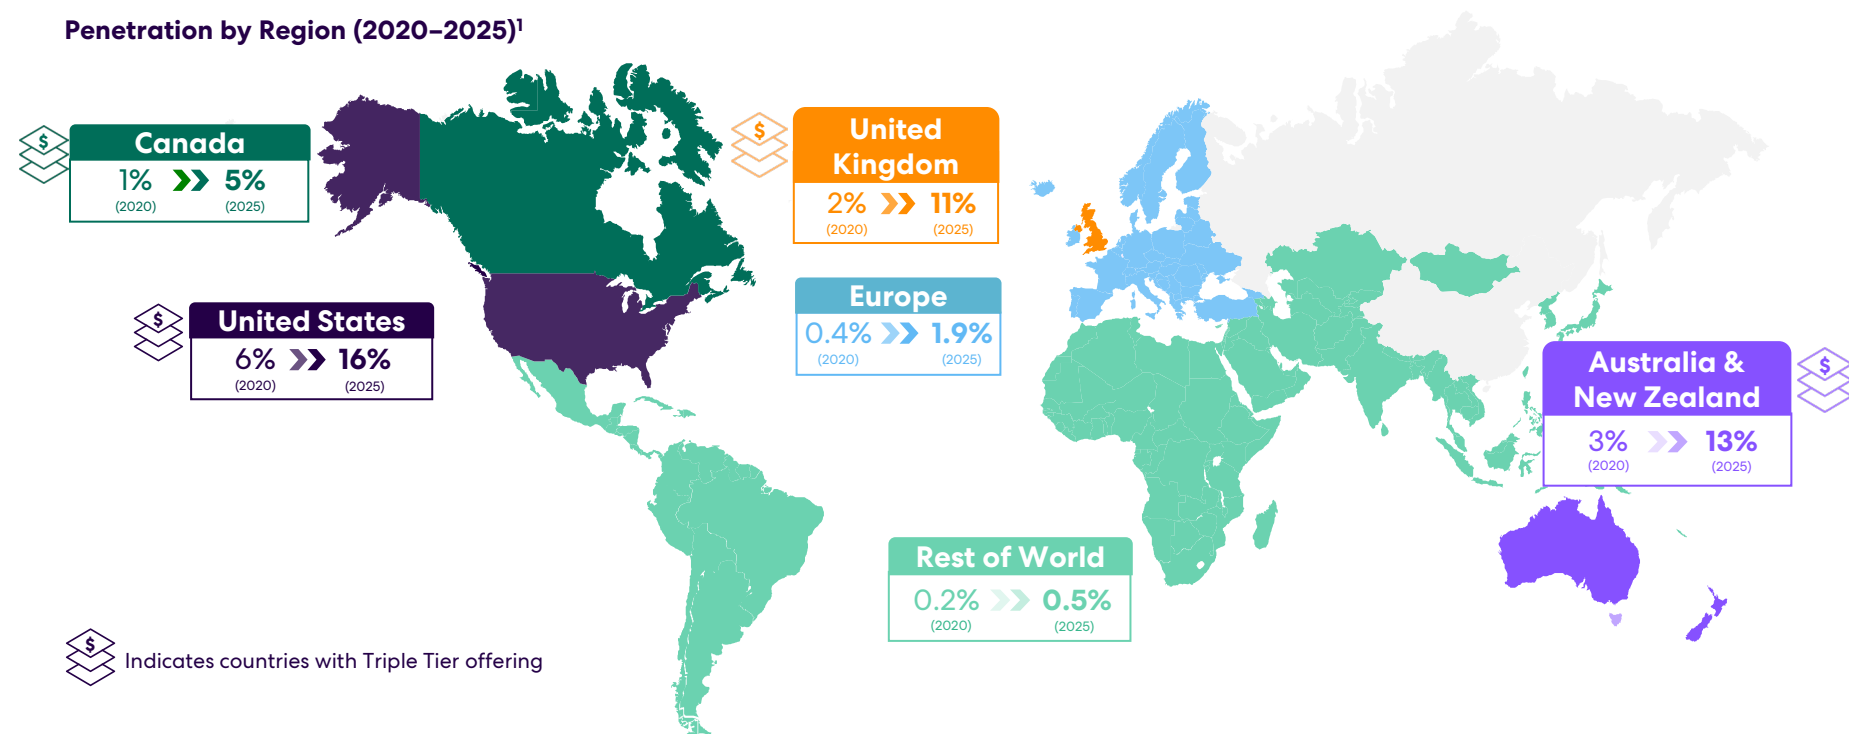 Penetration by Region (2020–2025)¹
$
Canada
1% 5%
(2020) (2025)
$
United
Kingdom
2% 11%
(2020) (2025)
$
United States
6% 16%
(2020) (2025)
Europe
0.4% 1.9%
(2020) (2025)
Australia &
New Zealand
$
3% 13%
(2020) (2025)
Rest of World
0.2% 0.5%
(2020) (2025)
$
Indicates countries with Triple Tier offering